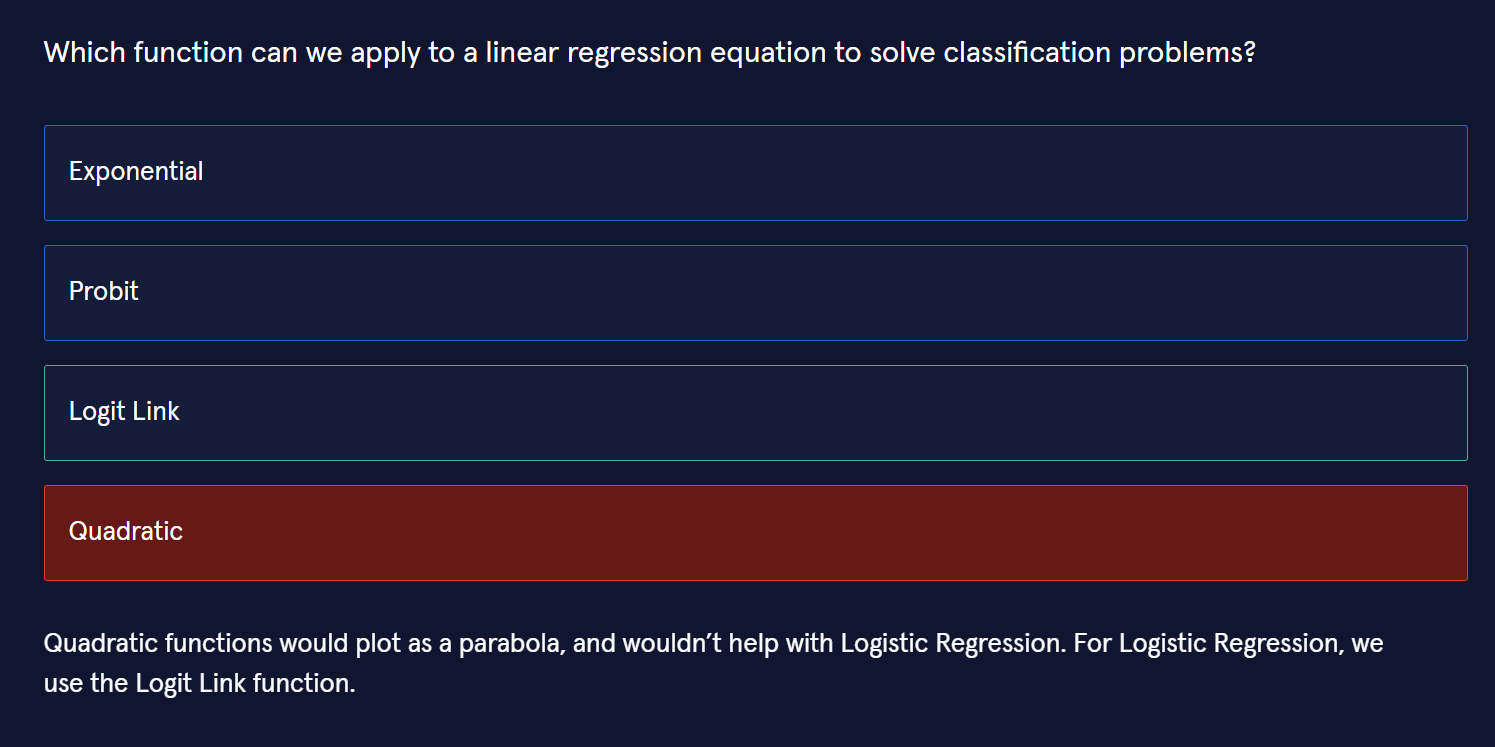 Which function can we apply to a linear regression equation to solve classification problems?
Exponential
Probit
Logit Link
Quadratic
Quadratic functions would plot as a parabola, and wouldn’t help with Logistic Regression. For Logistic Regression, we
use the Logit Link function.